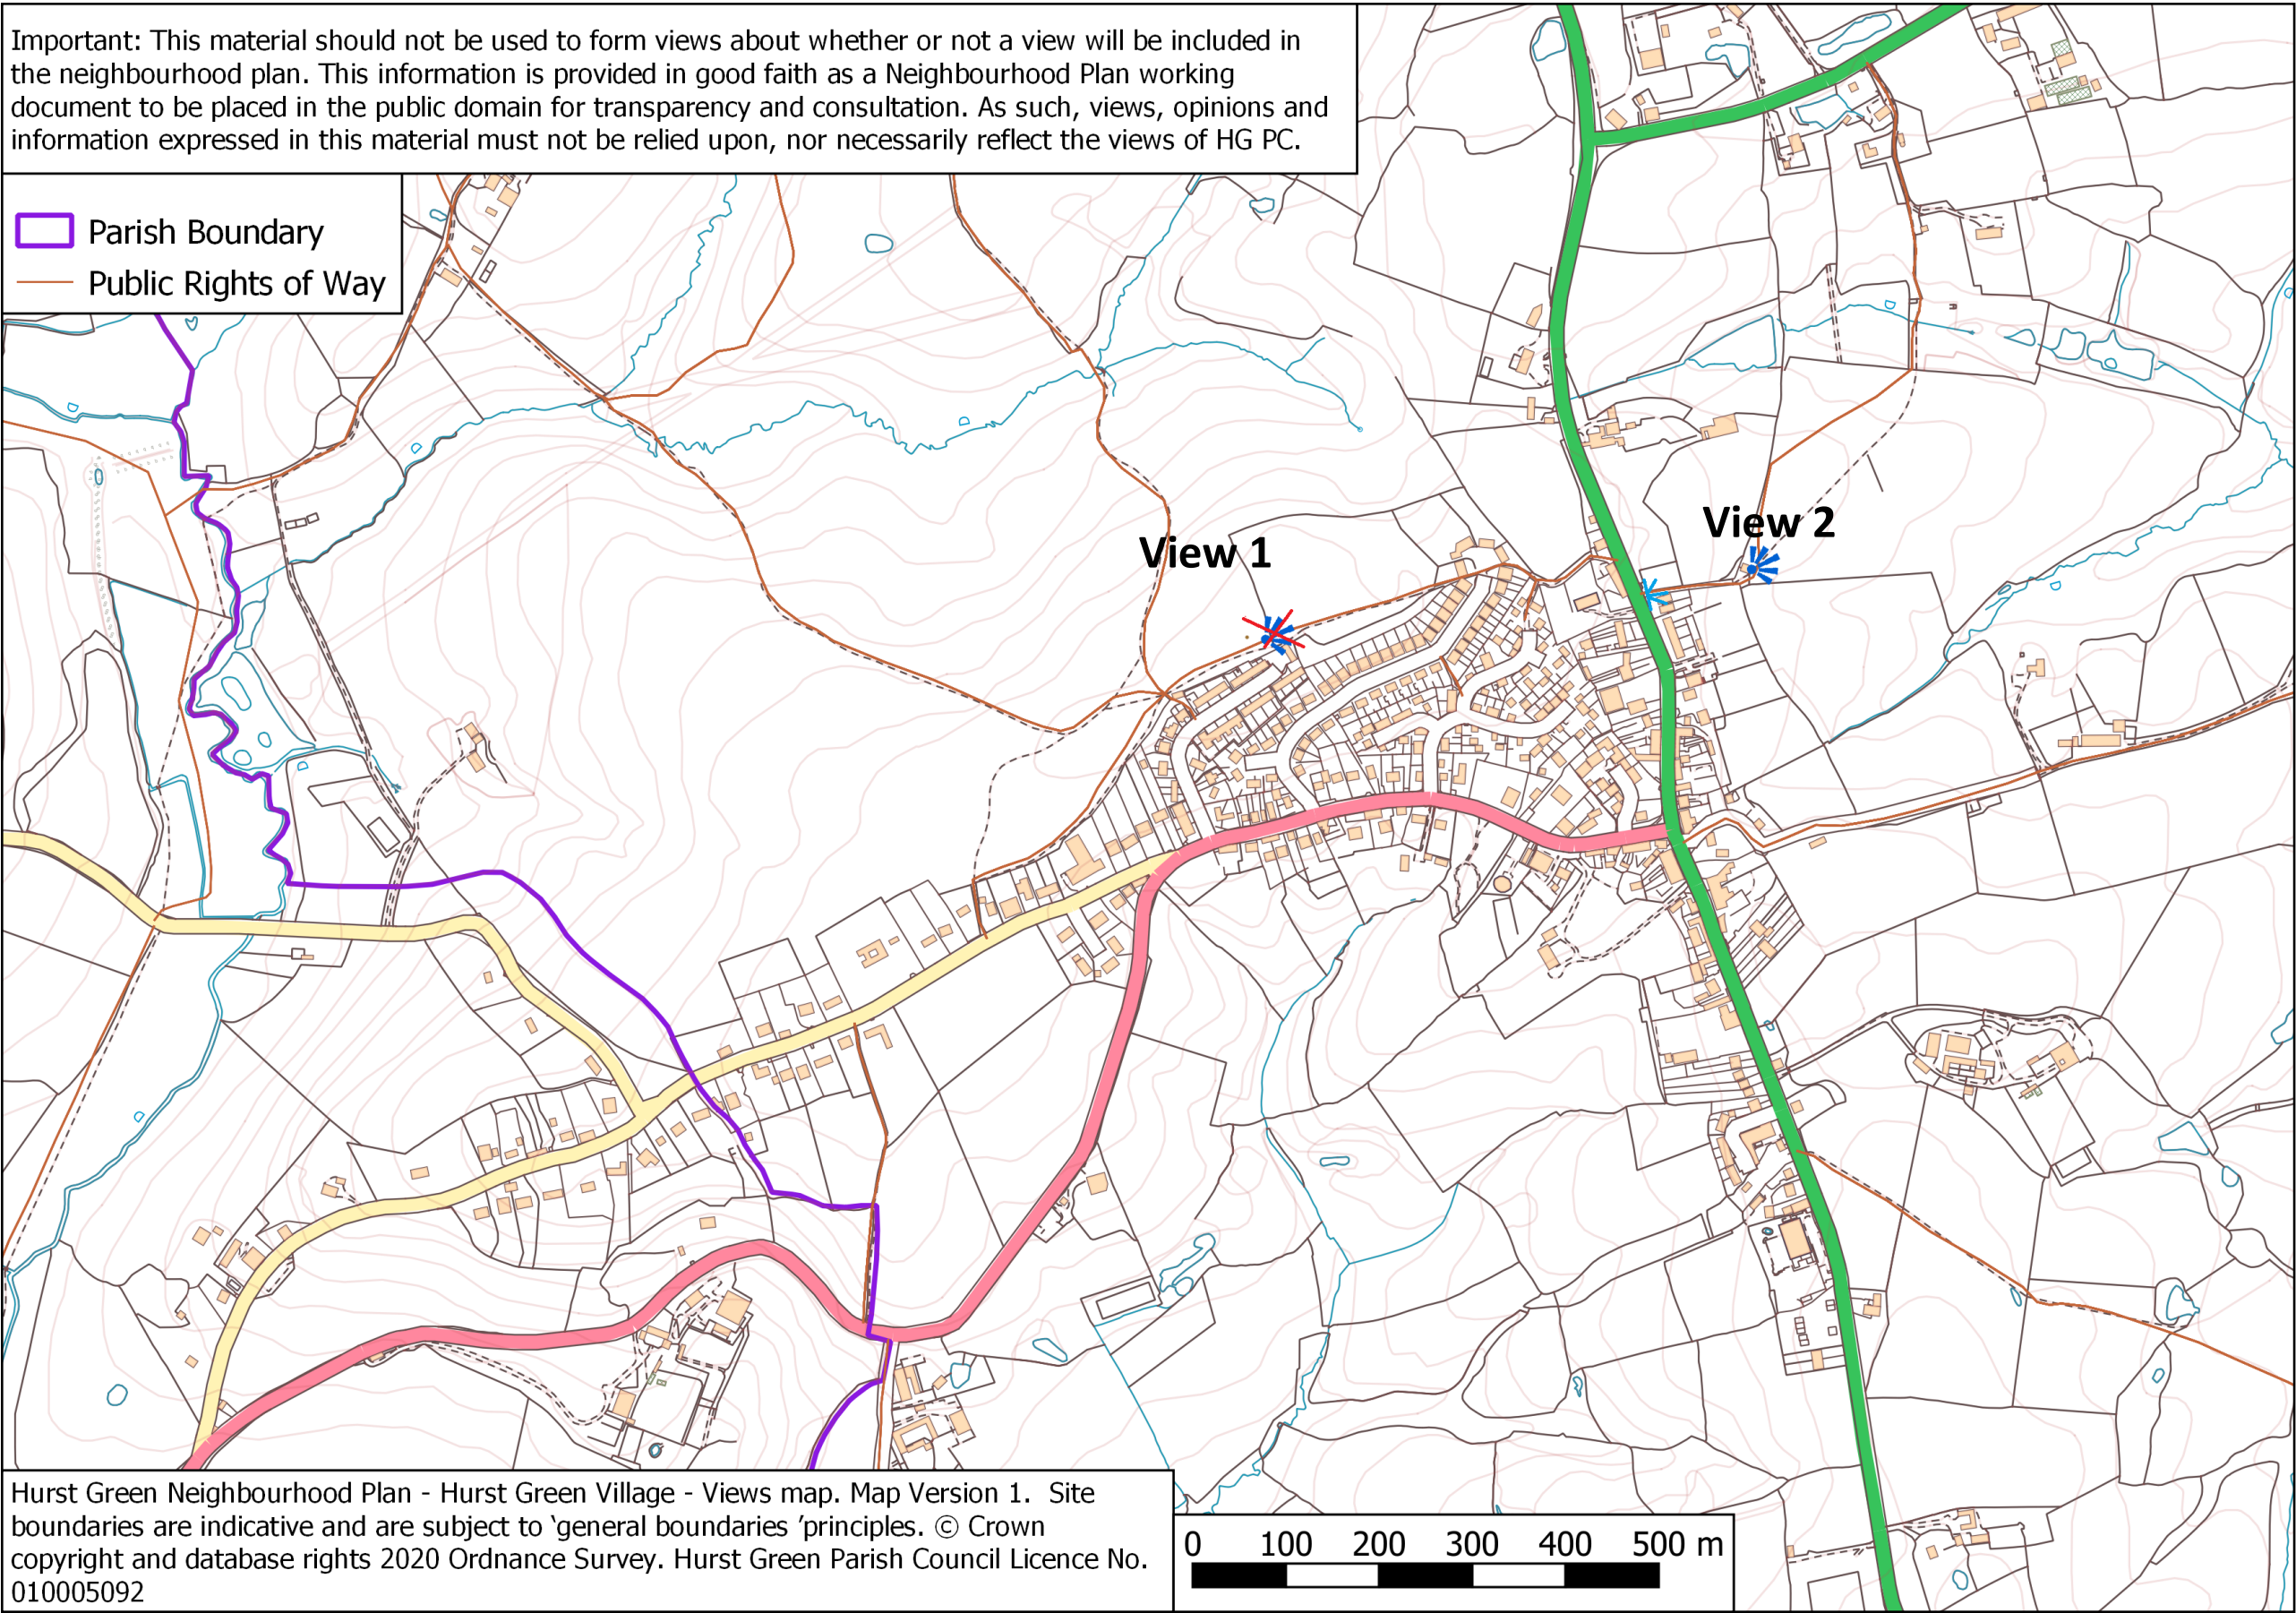 Important: This material should not be used to form views about whether or not a view will be included in
the neighbourhood plan. This information is provided in good faith as a Neighbourhood Plan working
document to be placed in the public domain for transparency and consultation. As such, views, opinions and
information expressed in this material must not be relied upon, nor necessarily reflect the views of HG PC.
Parish Boundary
Public Rights of Way
View 1
View 2
Hurst Green Neighbourhood Plan - Hurst Green Village - Views map. Map Version 1.  Site
boundaries are indicative and are subject to ‘general boundaries ’principles. © Crown
copyright and database rights 2020 Ordnance Survey. Hurst Green Parish Council Licence No.
010005092
0 100 200 300 400 500 m